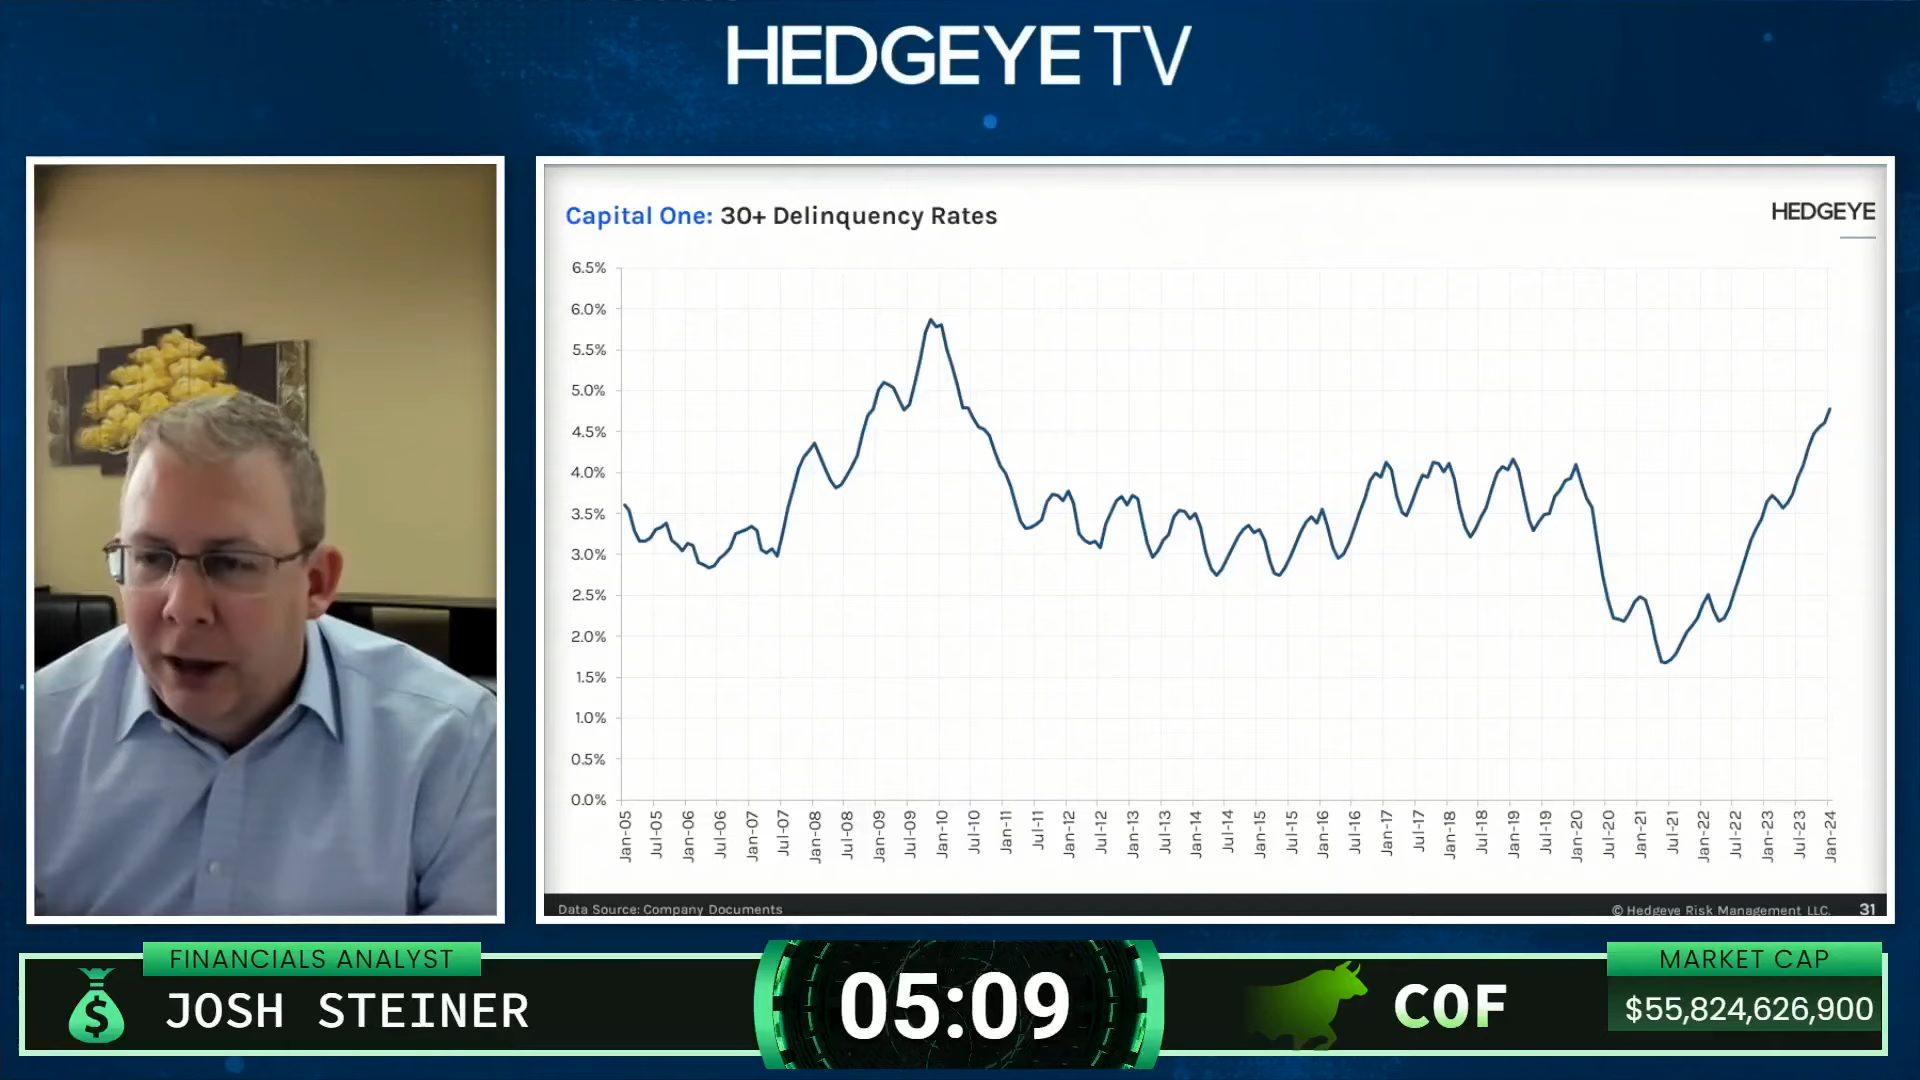 HEDGEYE TV
Capital One: 30+ Delinquency Rates
HEDGEYE
6.5%
6.0%
5.5%
5.0%
4.5%
4.0%
3.5%
3.0%
2.5%
2.0%
1.5%
1.0%
0.5%
0.0%
Jan-05
Jul-05
Jan-06
Jul-06
Jan-07
Jul-07
Jan-08
Jul-08
Jan-09
Jul-09
Jan-10
Jul-10
Jan-11
Jul-11
Jan-12
Jul-12
Jan-13
Jul-13
Jan-14
Jul-14
Jan-15
Jul-15
Jan-16
Jul-16
Jan-17
Jul-17
Jan-18
Jul-18
Jan-19
Jul-19
Jan-20
Jul-20
Jan-21
Jul-21
Jan-22
Jul-22
Jan-23
Jul-23
Jan-24
Data Source: Company Documents
© Hedgeye Risk Management LLC. 31
FINANCIALS ANALYST
$ JOSH STEINER
05:09
COF
MARKET CAP
$55,824,626,900